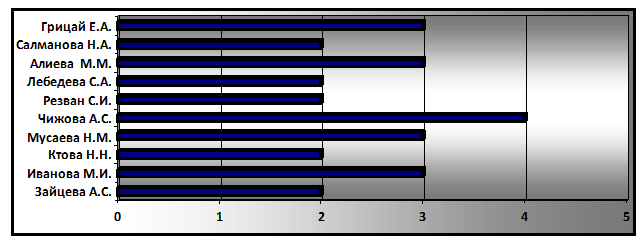 Грицай Е.А.
Салманова Н.А.
Алиева М.М.
Лебедева С.А.
Резван С.И.
Чижова А.С.
Мусаева Н.М.
Ктова Н.Н.
Иванова М.И.
Зайцева А.С.
0 1 2 3 4 5